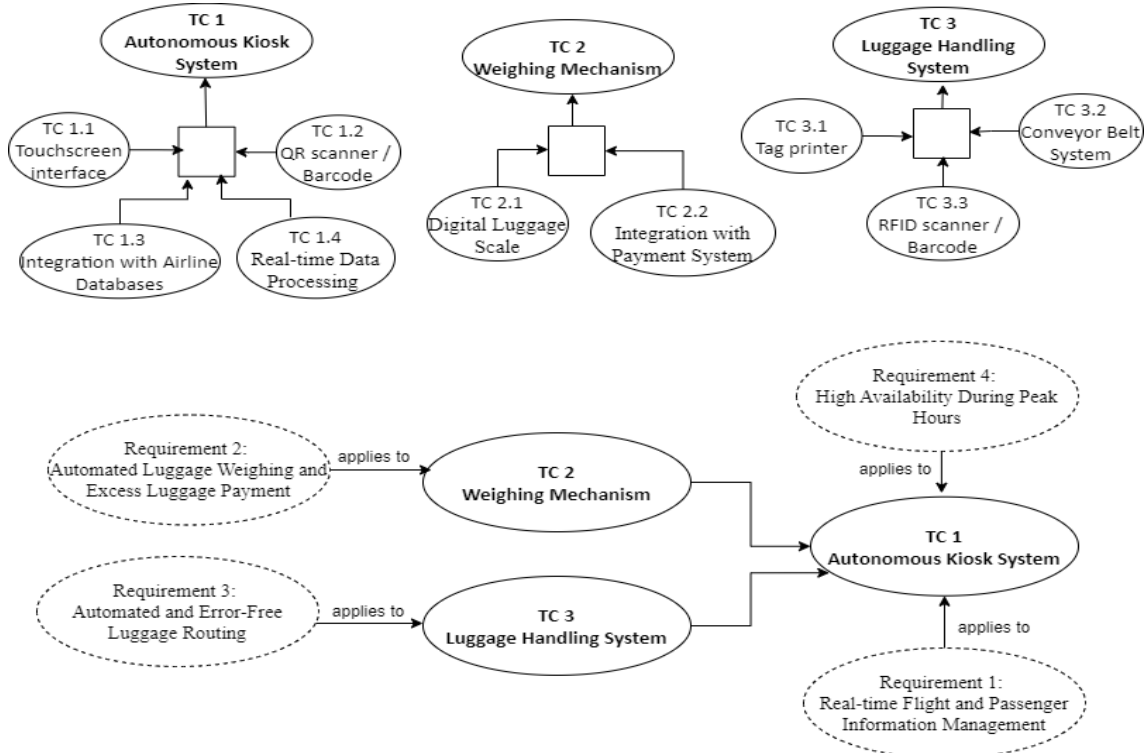 TC 1
Autonomous Kiosk
System
TC 2
Weighing Mechanism
TC 3
Luggage Handling
System
TC 1.1
Touchscreen
interface
TC 1.2
QR scanner /
Barcode
TC 1.3
Integration with Airline
Databases
TC 1.4
Real-time Data
Processing
TC 2.1
Digital Luggage
Scale
TC 2.2
Integration with
Payment System
TC 3.1
Tag printer
TC 3.2
Conveyor Belt
System
TC 3.3
RFID scanner /
Barcode
Requirement 4:
High Availability During Peak
Hours
applies to
Requirement 2:
Automated Luggage Weighing and
Excess Luggage Payment
applies to
TC 2
Weighing Mechanism
TC 1
Autonomous Kiosk System
Requirement 3:
Automated and Error-Free
Luggage Routing
applies to
TC 3
Luggage Handling System
applies to
Requirement 1:
Real-time Flight and Passenger
Information Management